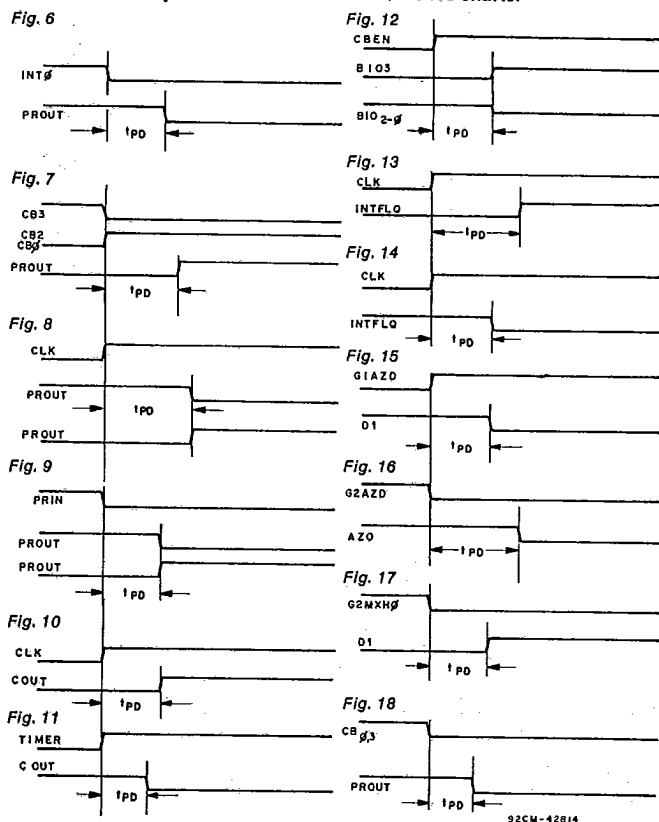 Fig. 6
INTØ
PROUT
tPD
Fig. 7
CB3
CB2
CBØ
PROUT
tPD
Fig. 8
CLK
PROUT
tPD
PROUT
Fig. 9
PRIN
PROUT
PROUT
tPD
Fig. 10
CLK
COUT
tPD
Fig. 11
TIMER
COUT
tPD
Fig. 12
CBEN
BIO3
BIO2-Ø
tPD
Fig. 13
CLK
INTFLQ
tPD
Fig. 14
CLK
INTFLQ
tPD
Fig. 15
G1AZD
D1
tPD
Fig. 16
G2AZD
AZO
tPD
Fig. 17
G2MXHØ
D1
tPD
Fig. 18
CBØ,3
PROUT
tPD
92CM-42814